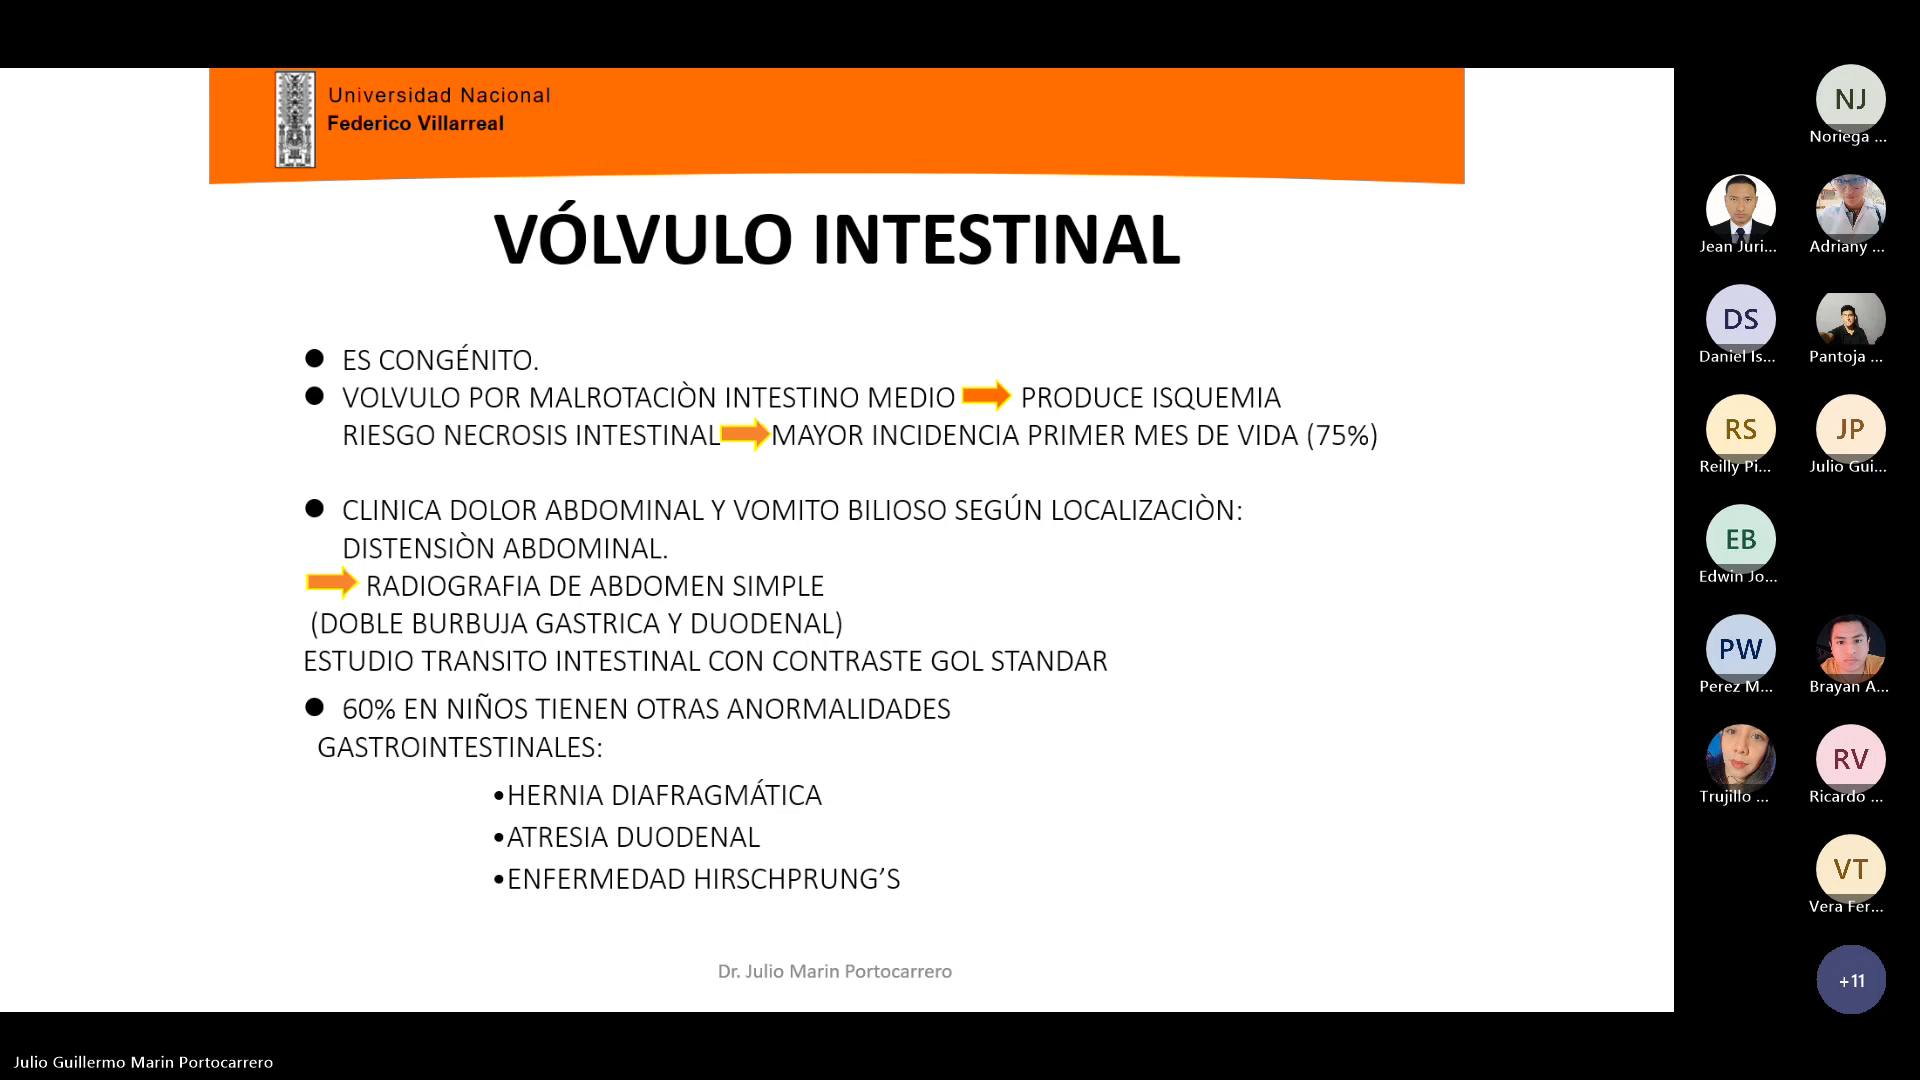 Universidad Nacional
Federico Villarreal
VÓLVULO INTESTINAL
● ES CONGÉNITO.
● VOLVULO POR MALROTACIÒN INTESTINO MEDIO PRODUCE ISQUEMIA
RIESGO NECROSIS INTESTINAL MAYOR INCIDENCIA PRIMER MES DE VIDA (75%)
● CLINICA DOLOR ABDOMINAL Y VOMITO BILIOSO SEGÚN LOCALIZACIÒN:
DISTENSIÒN ABDOMINAL.
RADIOGRAFIA DE ABDOMEN SIMPLE
(DOBLE BURBUJA GASTRICA Y DUODENAL)
ESTUDIO TRANSITO INTESTINAL CON CONTRASTE GOL STANDAR
● 60% EN NIÑOS TIENEN OTRAS ANORMALIDADES
GASTROINTESTINALES:
•HERNIA DIAFRAGMÁTICA
•ATRESIA DUODENAL
•ENFERMEDAD HIRSCHPRUNG’S
Dr. Julio Marin Portocarrero
NJ
Noriega ...
Jean Juri...
Adriany ...
DS
Daniel Is...
Pantoja ...
RS
Reilly Pi...
JP
Julio Gui...
EB
Edwin Jo...
PW
Perez M...
Brayan A...
Trujillo ...
RV
Ricardo ...
VT
Vera Fer...
+11
Julio Guillermo Marin Portocarrero